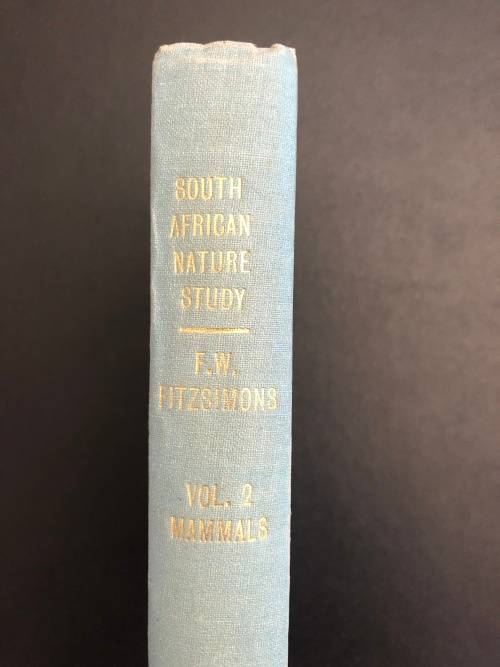 SOUTH
AFRICAN
NATURE
STUDY
F.W.
FITZSIMONS
VOL. 2
MAMMALS